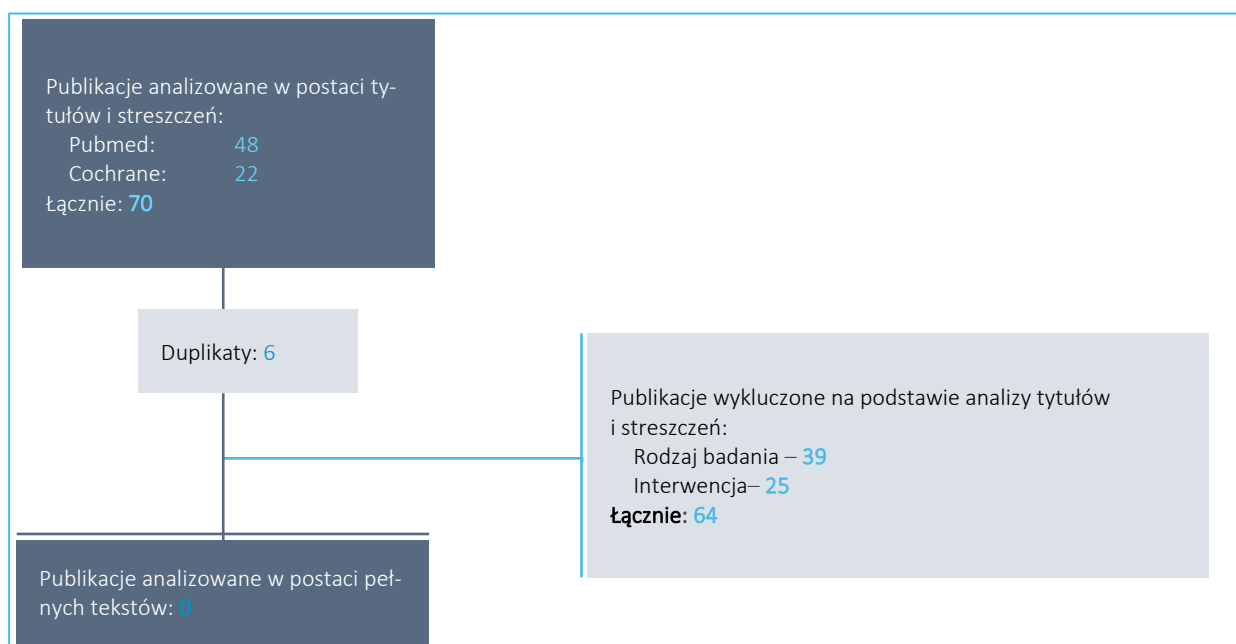 Publikacje analizowane w postaci ty-
tułów i streszczeń:
Pubmed: 48
Cochrane: 22
Łącznie: 70
Duplikaty: 6
Publikacje wykluczone na podstawie analizy tytułów
i streszczeń:
Rodzaj badania – 39
Interwencja– 25
Łącznie: 64
Publikacje analizowane w postaci peł-
nych tekstów: 0